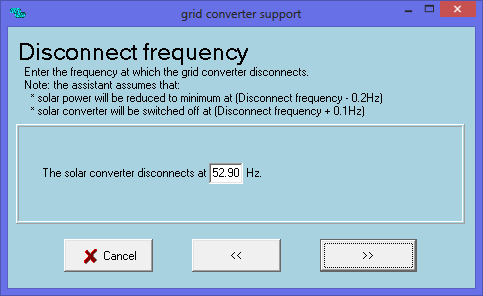 grid converter support
Disconnect frequency
Enter the frequency at which the grid converter disconnects.
Note: the assistant assumes that:
* solar power will be reduced to minimum at (Disconnect frequency - 0.2Hz)
* solar converter will be switched off at (Disconnect frequency + 0.1Hz)
The solar converter disconnects at 52.90 Hz.
Cancel << >>